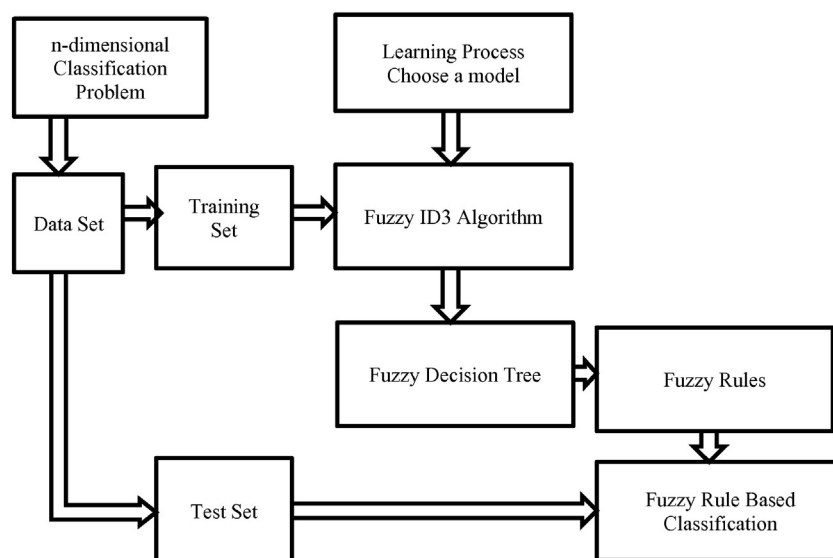 n-dimensional
Classification
Problem
Learning Process
Choose a model
Data Set
Training
Set
Fuzzy ID3 Algorithm
Fuzzy Decision Tree
Fuzzy Rules
Test Set
Fuzzy Rule Based
Classification